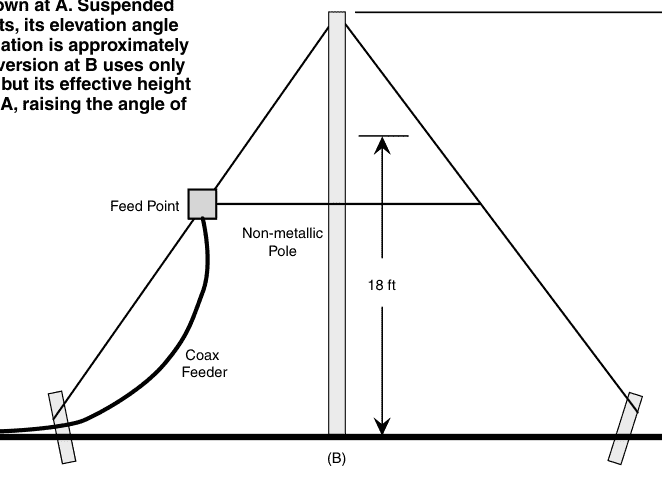 own at A. Suspended
ts, its elevation angle
ation is approximately
version at B uses only
but its effective height
A, raising the angle of
Feed Point
Non-metallic
Pole
18 ft
Coax
Feeder
(B)